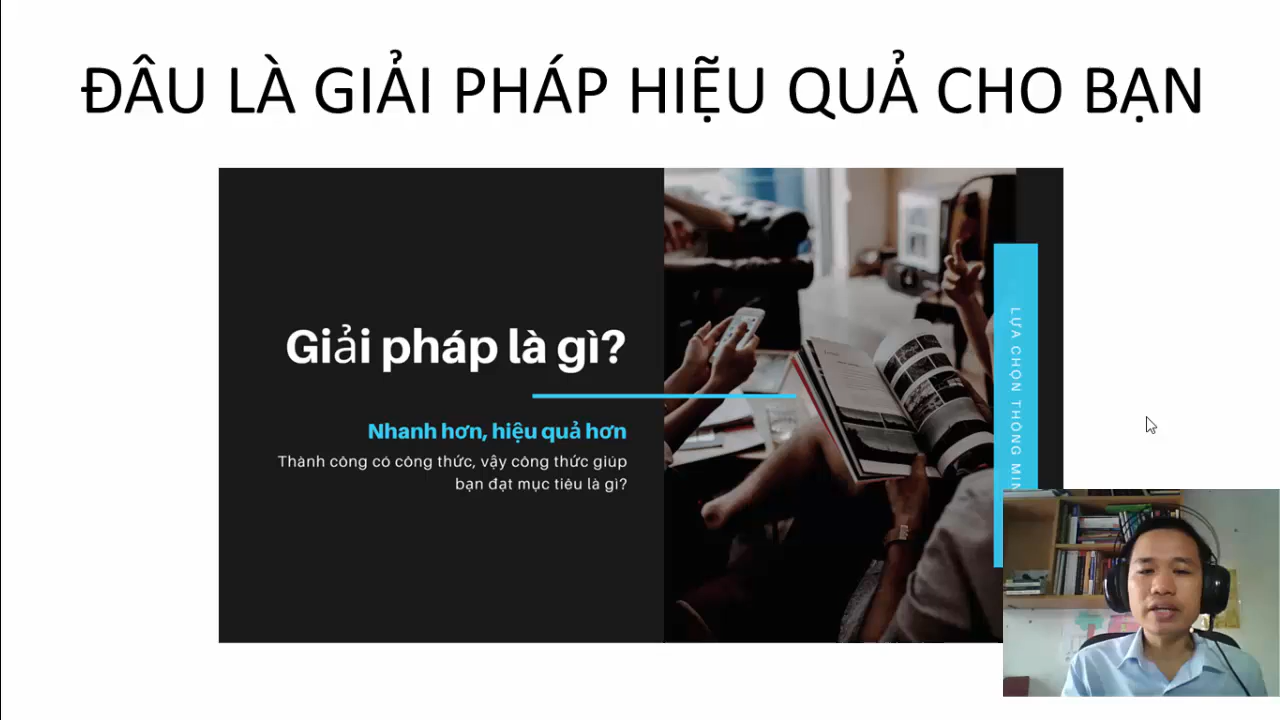 ĐÂU LÀ GIẢI PHÁP HIỆU QUẢ CHO BẠN
Giải pháp là gì?
Nhanh hơn, hiệu quả hơn
Thành công có công thức, vậy công thức giúp
bạn đạt mục tiêu là gì?
LỰA CHỌN THÔNG